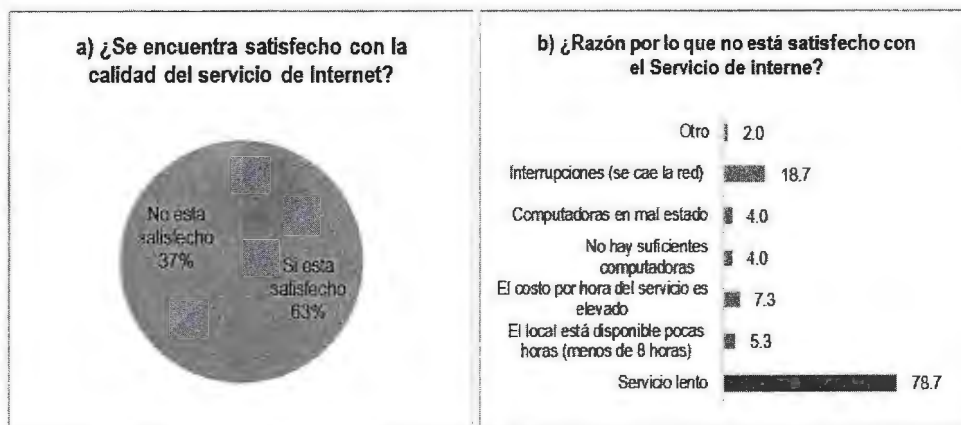 a) ¿Se encuentra satisfecho con la
calidad del servicio de Internet?
No esta
satisfecho
37%
Si esta
satisfecho
63%
b) ¿Razón por lo que no está satisfecho con
el Servicio de interne?
Otro 2.0
Interrupciones (se cae la red) 18.7
Computadoras en mal estado 4.0
No hay suficientes
computadoras 4.0
El costo por hora del servicio es
elevado 7.3
El local está disponible pocas
horas (menos de 8 horas) 5.3
Servicio lento 78.7